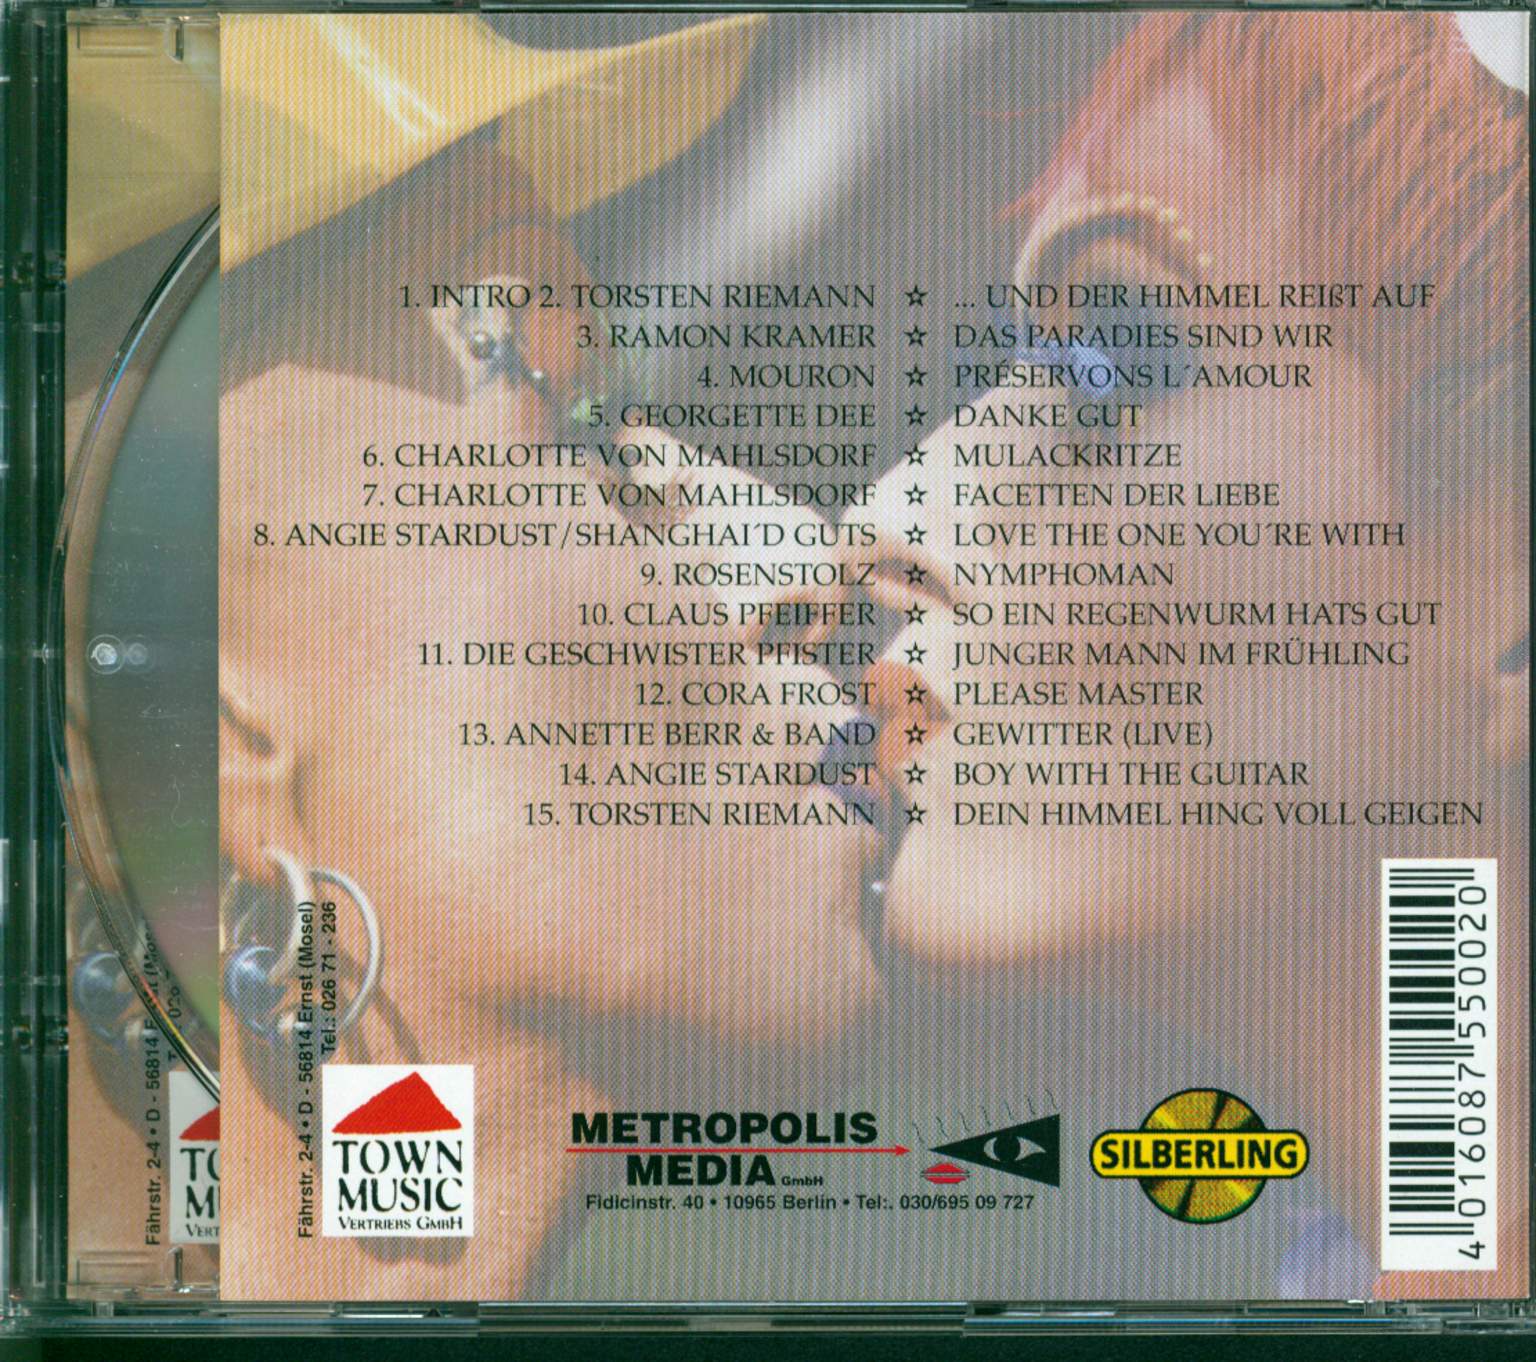 1. INTRO 2. TORSTEN RIEMANN ☆ ... UND DER HIMMEL REIßT AUF
3. RAMON KRAMER ☆ DAS PARADIES SIND WIR
4. MOURON ☆ PRÉSERVONS L´AMOUR
5. GEORGETTE DEE ☆ DANKE GUT
6. CHARLOTTE VON MAHLSDORF ☆ MULACKRITZE
7. CHARLOTTE VON MAHLSDORF ☆ FACETTEN DER LIEBE
8. ANGIE STARDUST/SHANGHAI´D GUTS ☆ LOVE THE ONE YOU´RE WITH
9. ROSENSTOLZ ☆ NYMPHOMAN
10. CLAUS PFEIFFER ☆ SO EIN REGENWURM HATS GUT
11. DIE GESCHWISTER PFISTER ☆ JUNGER MANN IM FRÜHLING
12. CORA FROST ☆ PLEASE MASTER
13. ANNETTE BERR & BAND ☆ GEWITTER (LIVE)
14. ANGIE STARDUST ☆ BOY WITH THE GUITAR
15. TORSTEN RIEMANN ☆ DEIN HIMMEL HING VOLL GEIGEN
Fährstr. 2-4 • D - 56814 Ernst (Mosel)
Tel.: 026 71 - 236
TOWN
MUSIC
VERTRIEBS GMBH
METROPOLIS
MEDIA GmbH
Fidicinstr. 40 • 10965 Berlin • Tel:. 030/695 09 727
SILBERLING
4 016087 550020
Fährstr. 2-4 • D - 56814